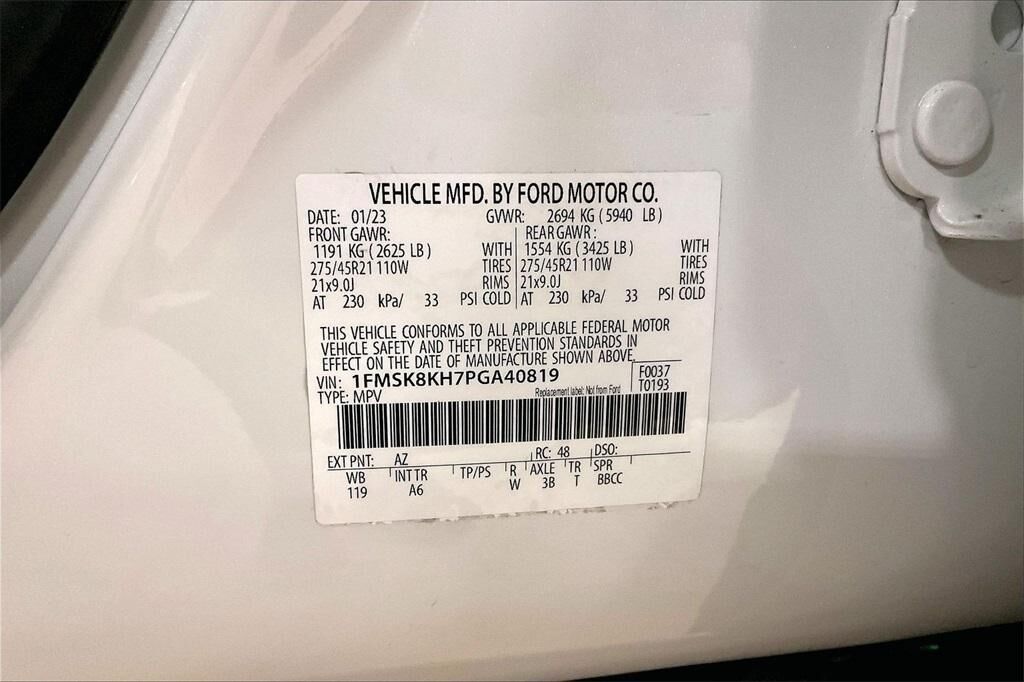 VEHICLE MFD. BY FORD MOTOR CO.
DATE: 01/23 GVWR: 2694 KG ( 5940 LB )
FRONT GAWR: REAR GAWR :
1191 KG ( 2625 LB ) WITH 1554 KG ( 3425 LB ) WITH
275/45R21 110W TIRES 275/45R21 110W TIRES
21x9.0J RIMS 21x9.0J RIMS
AT 230 kPa/ 33 PSI COLD AT 230 kPa/ 33 PSI COLD
THIS VEHICLE CONFORMS TO ALL APPLICABLE FEDERAL MOTOR
VEHICLE SAFETY AND THEFT PREVENTION STANDARDS IN
EFFECT ON THE DATE OF MANUFACTURE SHOWN ABOVE.
VIN: 1FMSK8KH7PGA40819 F0037
TYPE: MPV Replacement label: Not from Ford T0193
EXT PNT: AZ RC: 48 DSO:
WB INT TR TP/PS R AXLE TR SPR
119 A6 W 3B T BBCC